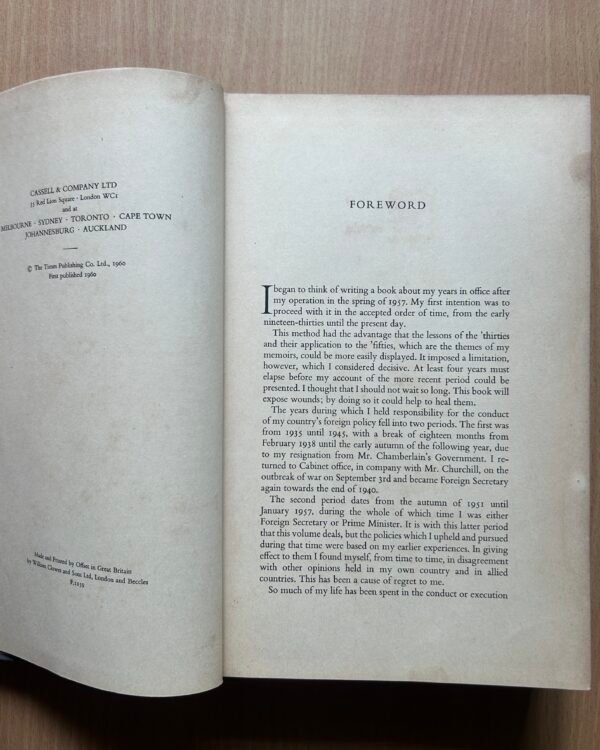 CASSELL & COMPANY LTD
35 Red Lion Square · London WC1
and at
MELBOURNE · SYDNEY · TORONTO · CAPE TOWN
JOHANNESBURG · AUCKLAND
© The Times Publishing Co. Ltd., 1960
First published 1960
Made and Printed by Offset in Great Britain
by William Clowes and Sons Ltd, London and Beccles
FOREWORD
I began to think of writing a book about my years in office after
my operation in the spring of 1957. My first intention was to
proceed with it in the accepted order of time, from the early
nineteen-thirties until the present day.
This method had the advantage that the lessons of the 'thirties
and their application to the 'fifties, which are the themes of my
memoirs, could be more easily displayed. It imposed a limitation,
however, which I considered decisive. At least four years must
elapse before my account of the more recent period could be
presented. I thought that I should not wait so long. This book will
expose wounds; by doing so it could help to heal them.
The years during which I held responsibility for the conduct
of my country's foreign policy fell into two periods. The first was
from 1935 until 1945, with a break of eighteen months from
February 1938 until the early autumn of the following year, due
to my resignation from Mr. Chamberlain's Government. I re-
turned to Cabinet office, in company with Mr. Churchill, on the
outbreak of war on September 3rd and became Foreign Secretary
again towards the end of 1940.
The second period dates from the autumn of 1951 until
January 1957, during the whole of which time I was either
Foreign Secretary or Prime Minister. It is with this latter period
that this volume deals, but the policies which I upheld and pursued
during that time were based on my earlier experiences. In giving
effect to them I found myself, from time to time, in disagreement
with other opinions held in my own country and in allied
countries. This has been a cause of regret to me.
So much of my life has been spent in the conduct or execution